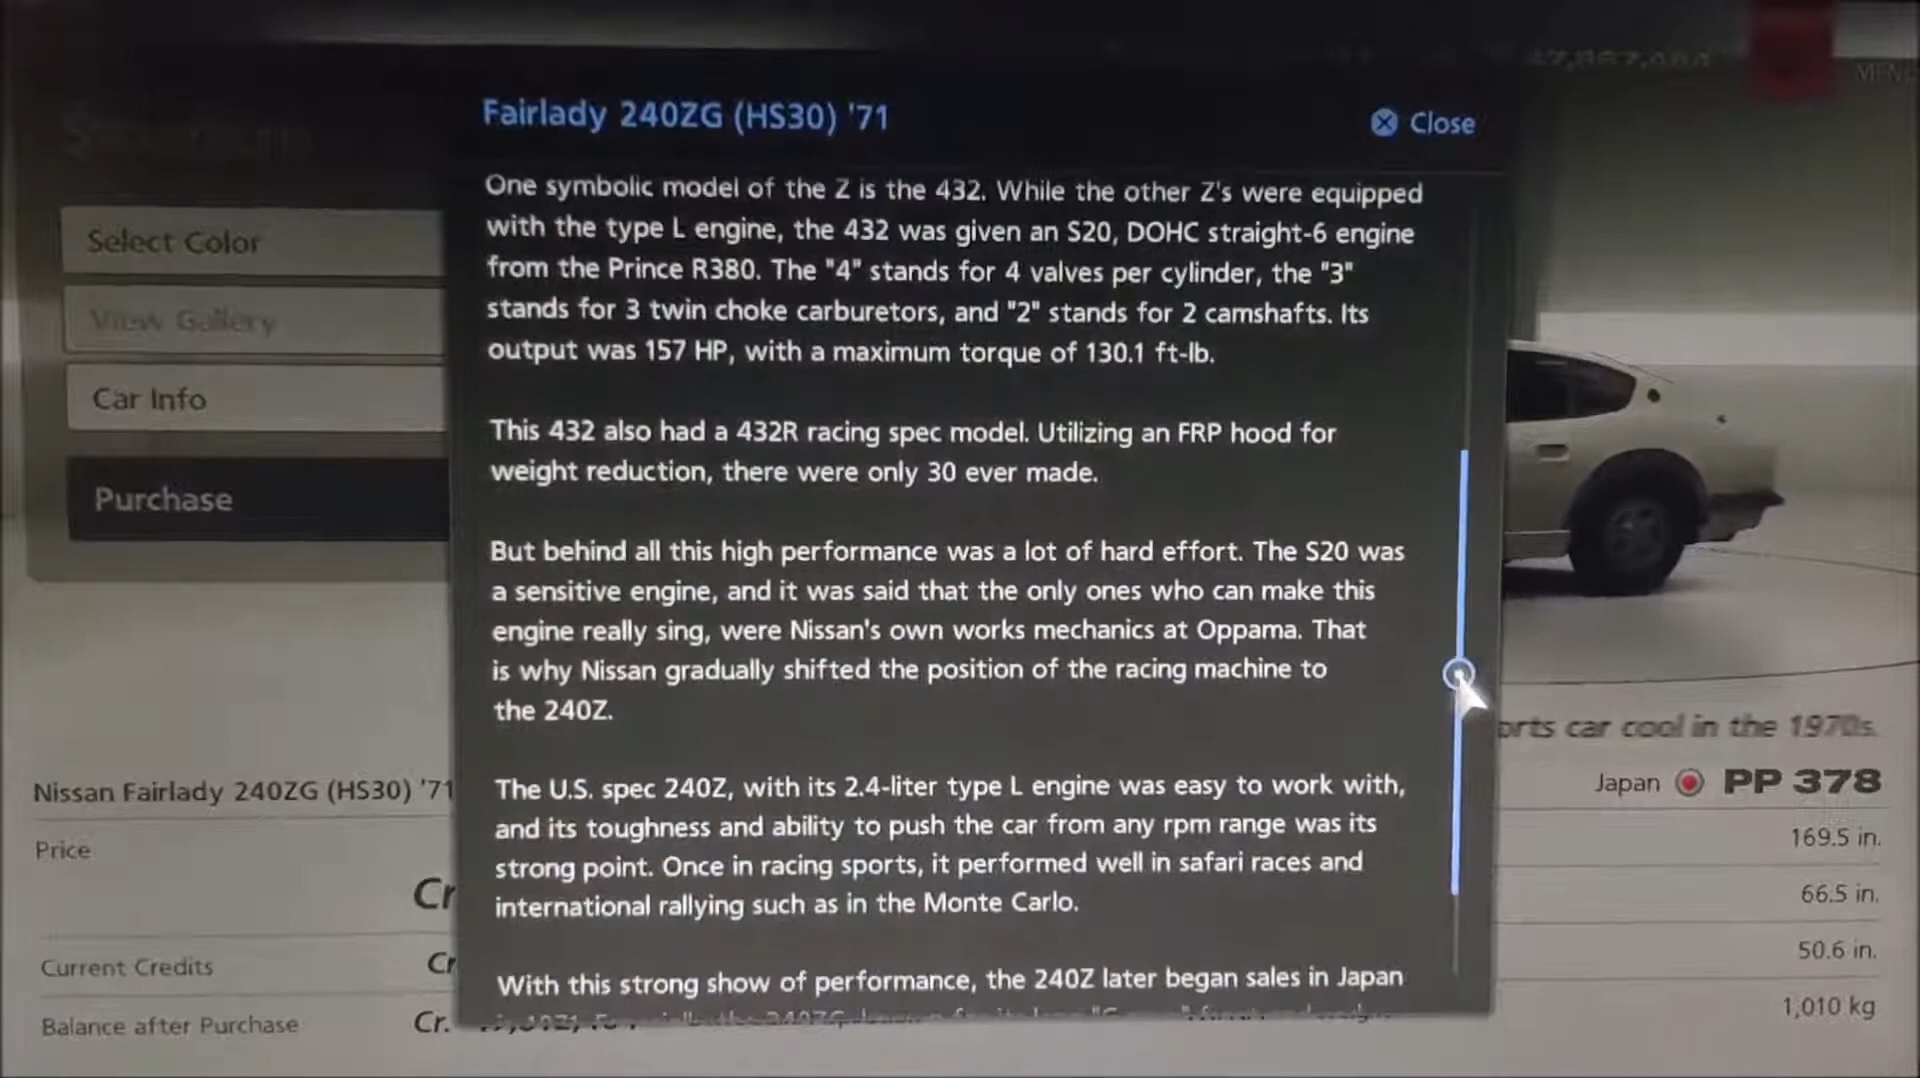 47,887,484
MENU
Fairlady 240ZG (HS30) '71
Close
One symbolic model of the Z is the 432. While the other Z's were equipped
with the type L engine, the 432 was given an S20, DOHC straight-6 engine
from the Prince R380. The "4" stands for 4 valves per cylinder, the "3"
stands for 3 twin choke carburetors, and "2" stands for 2 camshafts. Its
output was 157 HP, with a maximum torque of 130.1 ft-lb.
This 432 also had a 432R racing spec model. Utilizing an FRP hood for
weight reduction, there were only 30 ever made.
But behind all this high performance was a lot of hard effort. The S20 was
a sensitive engine, and it was said that the only ones who can make this
engine really sing, were Nissan's own works mechanics at Oppama. That
is why Nissan gradually shifted the position of the racing machine to
the 240Z.
The U.S. spec 240Z, with its 2.4-liter type L engine was easy to work with,
and its toughness and ability to push the car from any rpm range was its
strong point. Once in racing sports, it performed well in safari races and
international rallying such as in the Monte Carlo.
With this strong show of performance, the 240Z later began sales in Japan
Select Color
View Gallery
Car Info
Purchase
Nissan Fairlady 240ZG (HS30) '71
Price
Cr
Current Credits
Cr
Balance after Purchase
Cr.
orts car cool in the 1970s.
Japan
PP 378
169.5 in.
66.5 in.
50.6 in.
1,010 kg